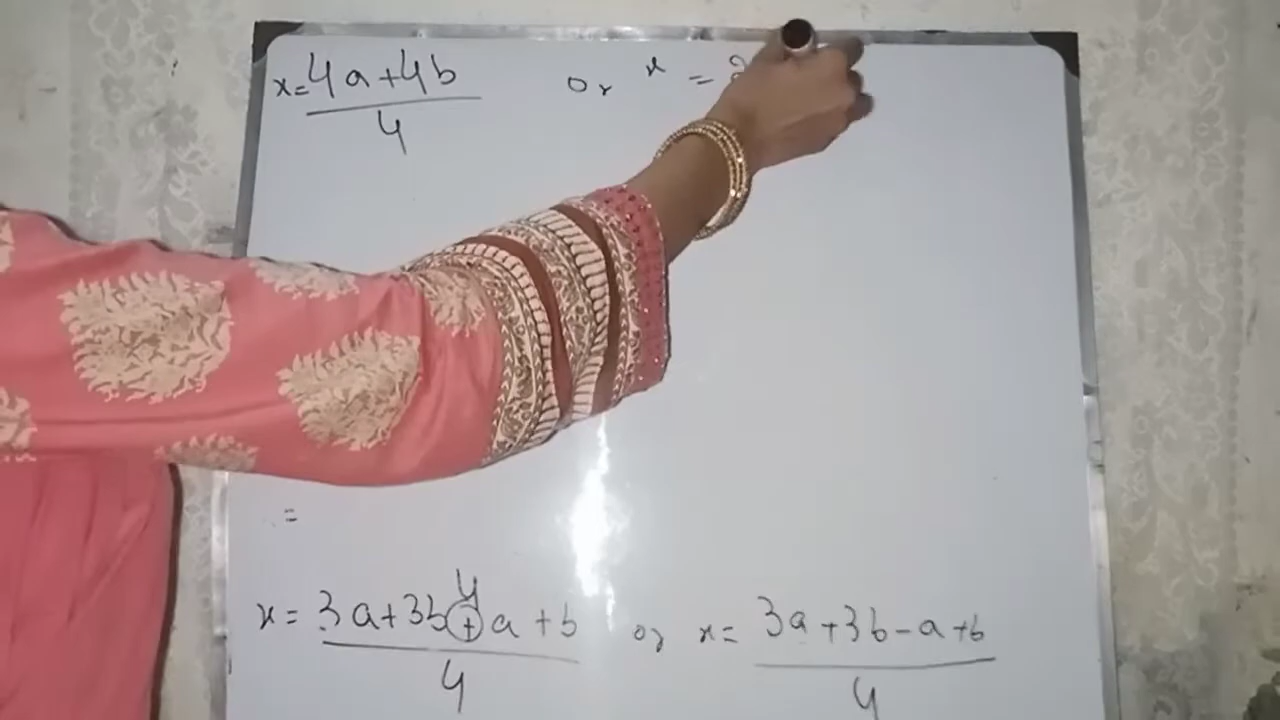 x = 4a+4b / 4 or x =
=
x = 3a+3b+a+b / 4 or x = 3a+3b-a+b / 4